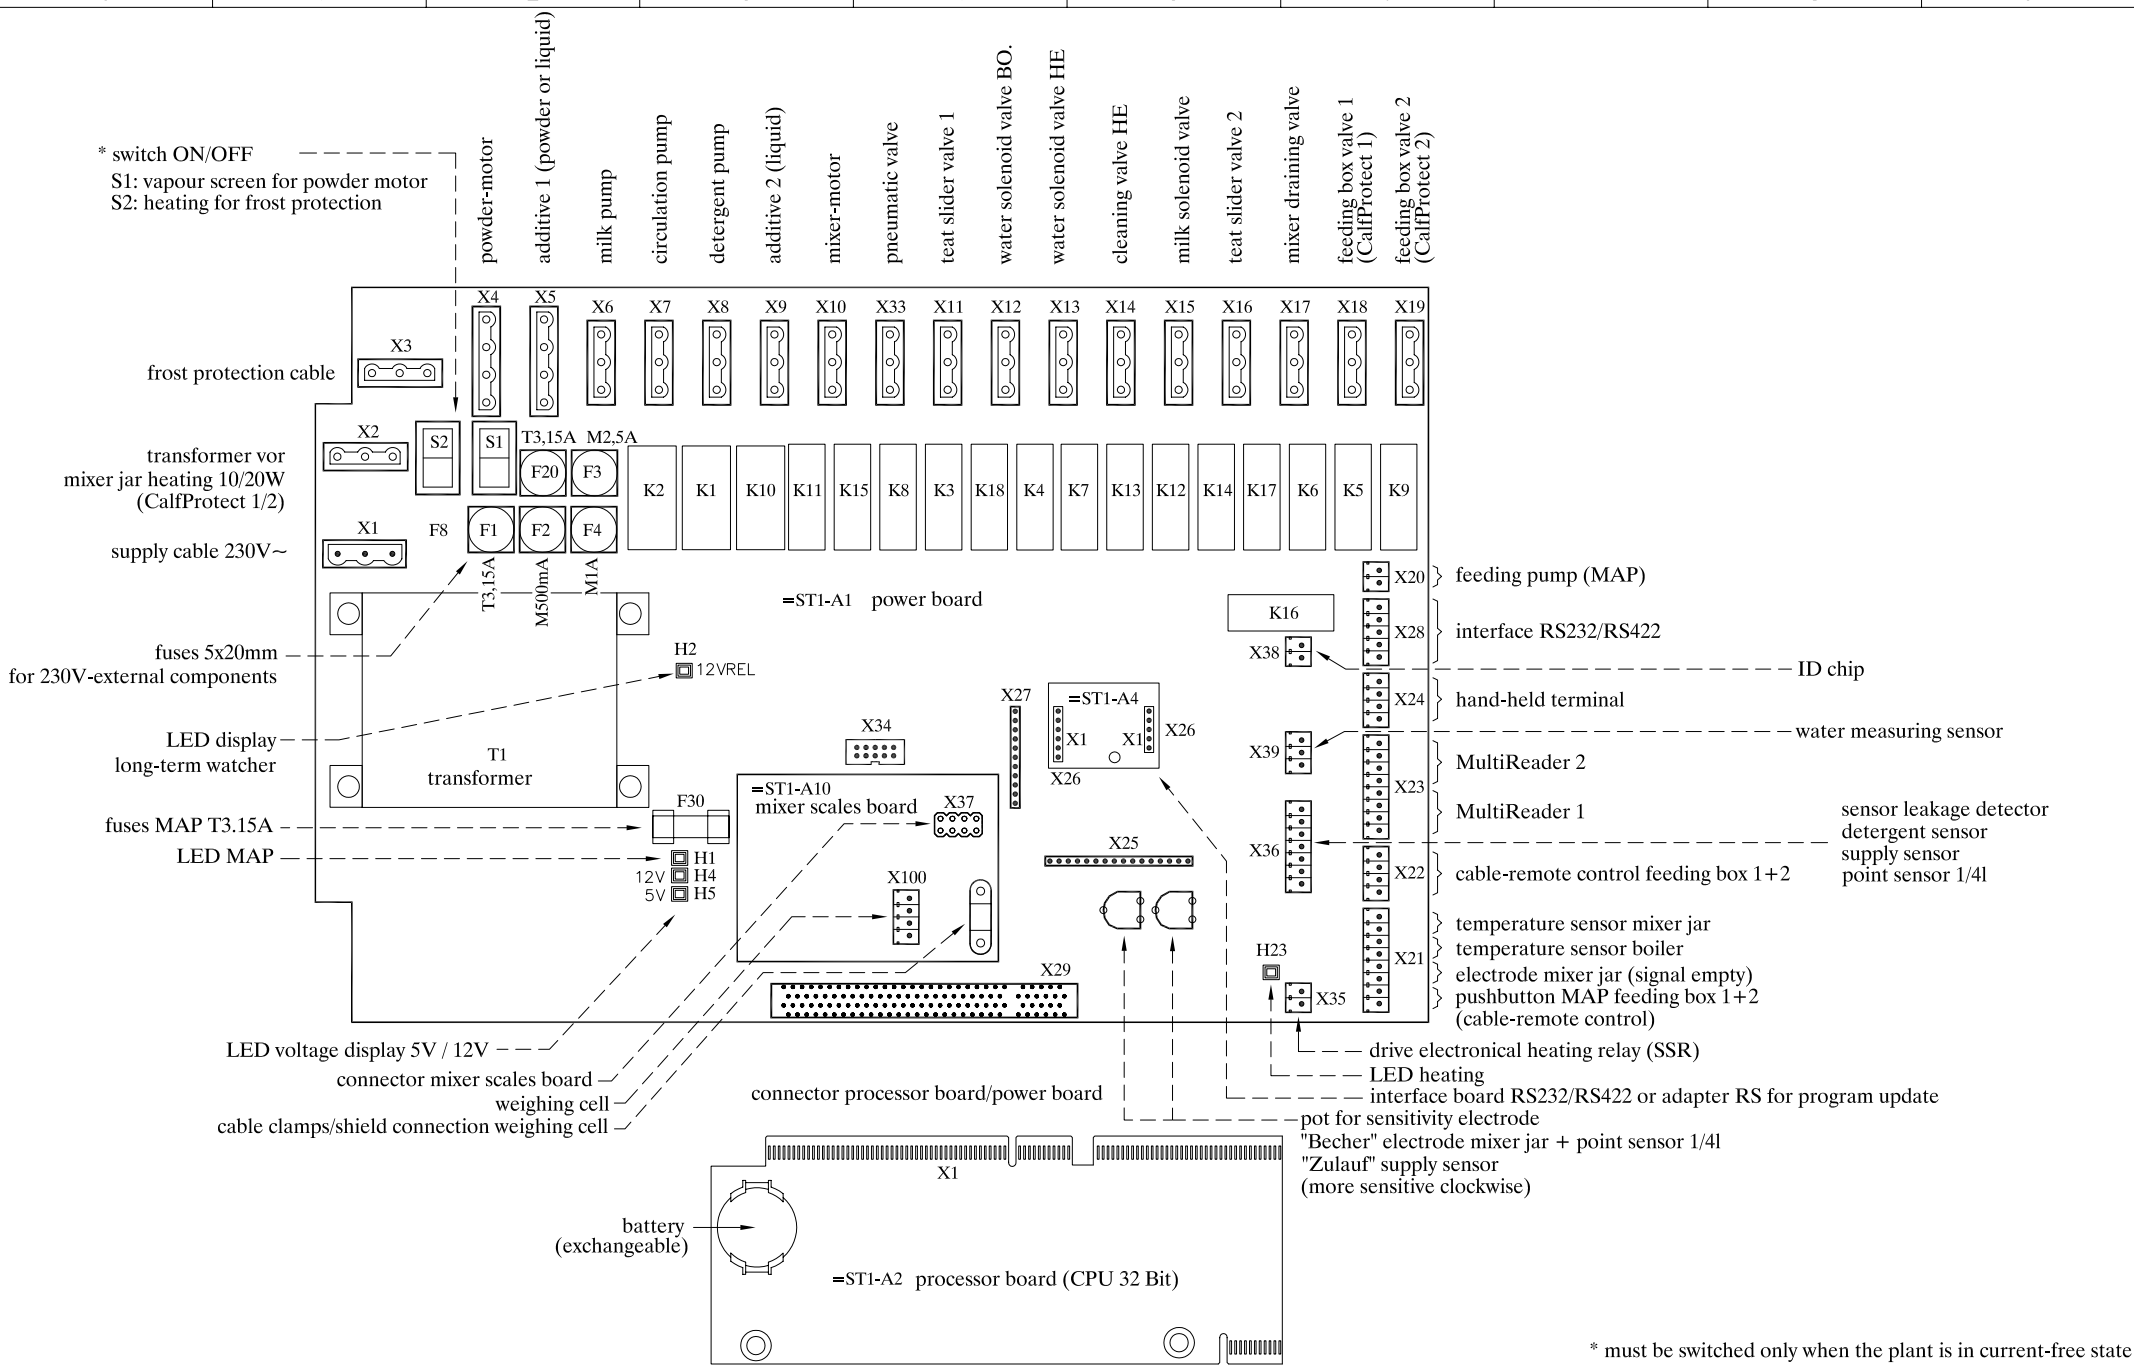 powder-motor
additive 1 (powder or liquid)
milk pump
circulation pump
detergent pump
additive 2 (liquid)
mixer-motor
pneumatic valve
teat slider valve 1
water solenoid valve BO.
water solenoid valve HE
cleaning valve HE
milk solenoid valve
teat slider valve 2
mixer draining valve
feeding box valve 1
(CalfProtect 1)
feeding box valve 2
(CalfProtect 2)
* switch ON/OFF
S1: vapour screen for powder motor
S2: heating for frost protection
X4
X5
X6
X7
X8
X9
X10
X33
X11
X12
X13
X14
X15
X16
X17
X18
X19
X3
frost protection cable
X2
S2
S1
T3,15A
M2,5A
F20
F3
transformer vor
mixer jar heating 10/20W
(CalfProtect 1/2)
K2
K1
K10
K11
K15
K8
K3
K18
K4
K7
K13
K12
K14
K17
K6
K5
K9
X1
F8
F1
F2
F4
supply cable 230V~
T3,15A
M500mA
M1A
X20
feeding pump (MAP)
=ST1-A1 power board
K16
X28
interface RS232/RS422
fuses 5x20mm
for 230V-external components
H2
12VREL
X38
ID chip
X27
=ST1-A4
X1
X1
X26
X26
X24
hand-held terminal
X34
X39
water measuring sensor
LED display
long-term watcher
T1
transformer
MultiReader 2
X23
MultiReader 1
=ST1-A10
mixer scales board
X37
F30
fuses MAP T3.15A
LED MAP
H1
12V
H4
5V
H5
X100
X25
X36
sensor leakage detector
detergent sensor
supply sensor
point sensor 1/4l
X22
cable-remote control feeding box 1+2
X21
temperature sensor mixer jar
temperature sensor boiler
electrode mixer jar (signal empty)
pushbutton MAP feeding box 1+2
(cable-remote control)
H23
X35
X29
LED voltage display 5V / 12V
connector mixer scales board
weighing cell
cable clamps/shield connection weighing cell
connector processor board/power board
drive electronical heating relay (SSR)
LED heating
interface board RS232/RS422 or adapter RS for program update
pot for sensitivity electrode
"Becher" electrode mixer jar + point sensor 1/4l
"Zulauf" supply sensor
(more sensitive clockwise)
X1
battery
(exchangeable)
=ST1-A2 processor board (CPU 32 Bit)
* must be switched only when the plant is in current-free state